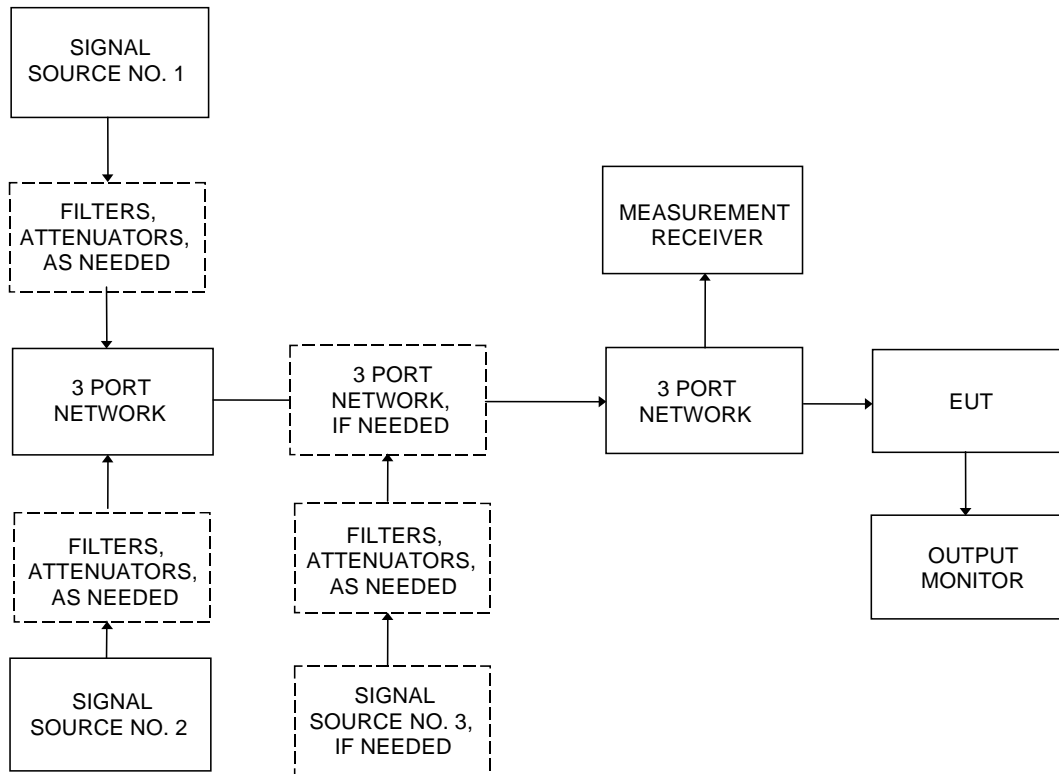 SIGNAL
SOURCE NO. 1
FILTERS,
ATTENUATORS,
AS NEEDED
MEASUREMENT
RECEIVER
3 PORT
NETWORK
3 PORT
NETWORK,
IF NEEDED
3 PORT
NETWORK
EUT
FILTERS,
ATTENUATORS,
AS NEEDED
FILTERS,
ATTENUATORS,
AS NEEDED
OUTPUT
MONITOR
SIGNAL
SOURCE NO. 2
SIGNAL
SOURCE NO. 3,
IF NEEDED